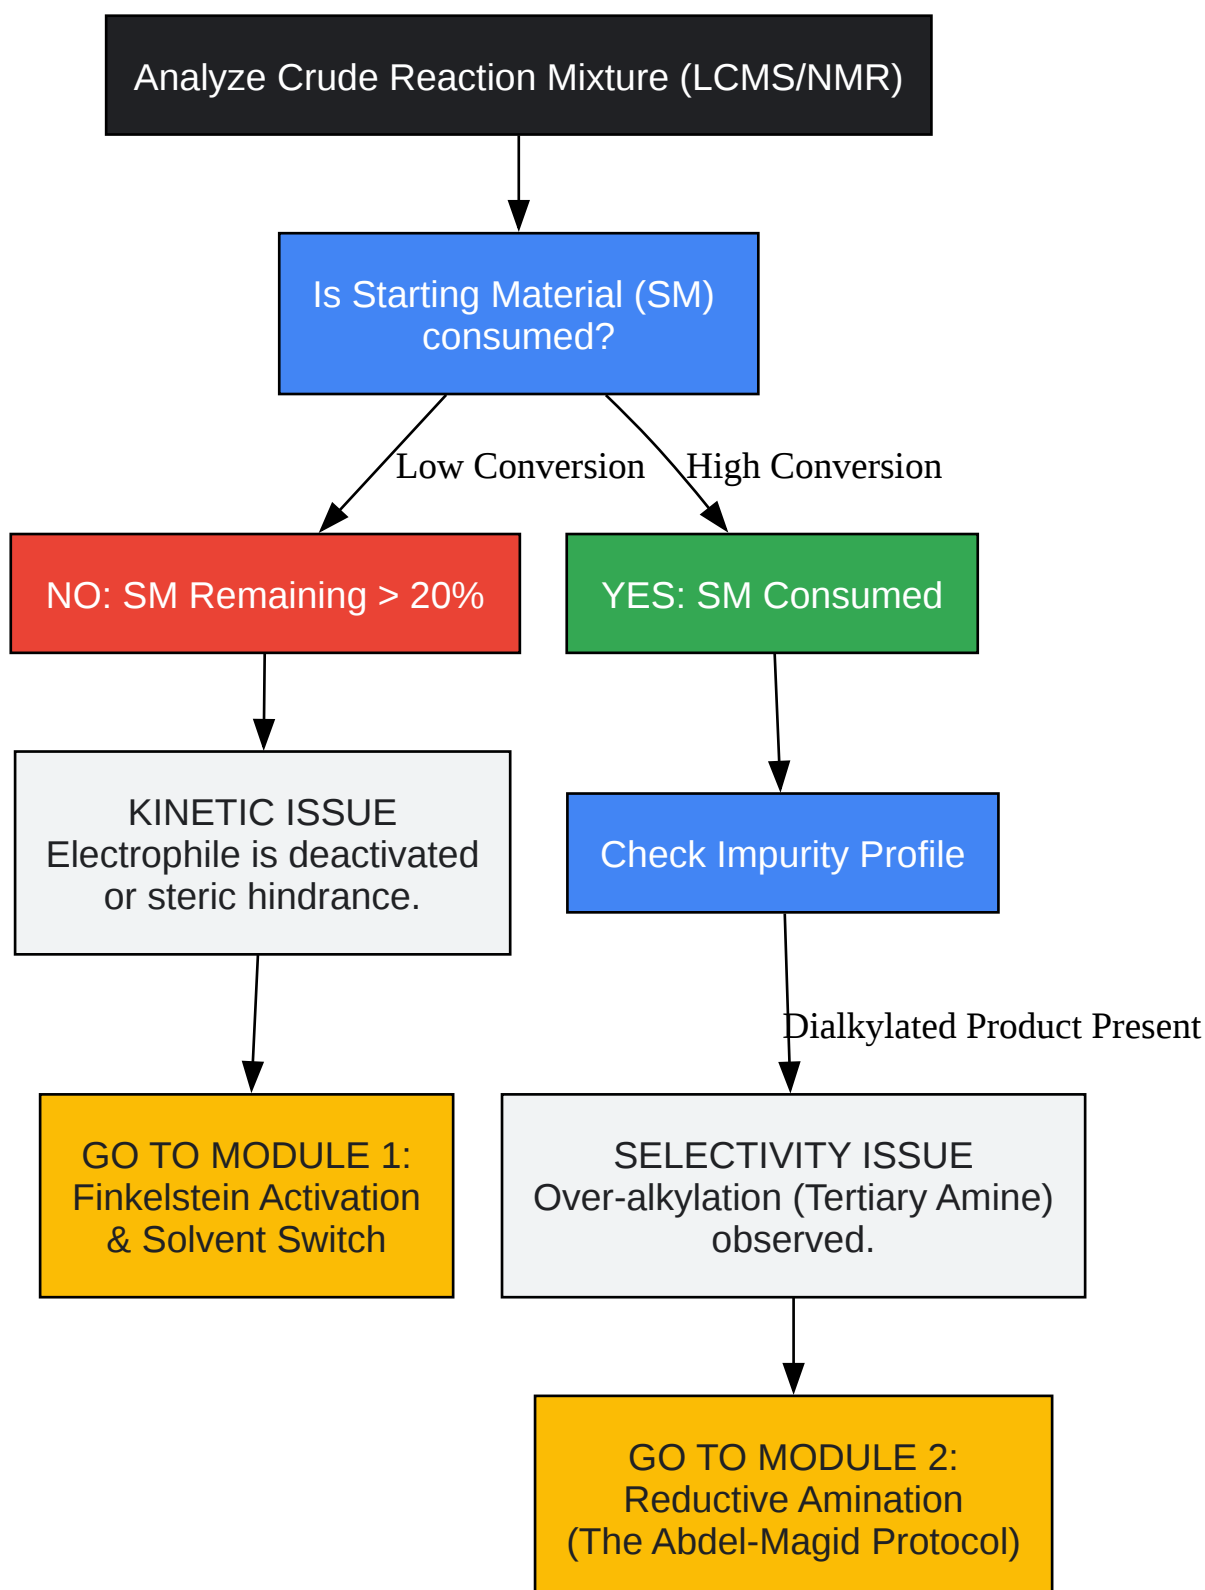 Analyze Crude Reaction Mixture (LCMS/NMR)
Is Starting Material (SM)
consumed?
Low Conversion
High Conversion
NO: SM Remaining > 20%
YES: SM Consumed
KINETIC ISSUE
Electrophile is deactivated
or steric hindrance.
Check Impurity Profile
Dialkylated Product Present
GO TO MODULE 1:
Finkelstein Activation
& Solvent Switch
SELECTIVITY ISSUE
Over-alkylation (Tertiary Amine)
observed.
GO TO MODULE 2:
Reductive Amination
(The Abdel-Magid Protocol)